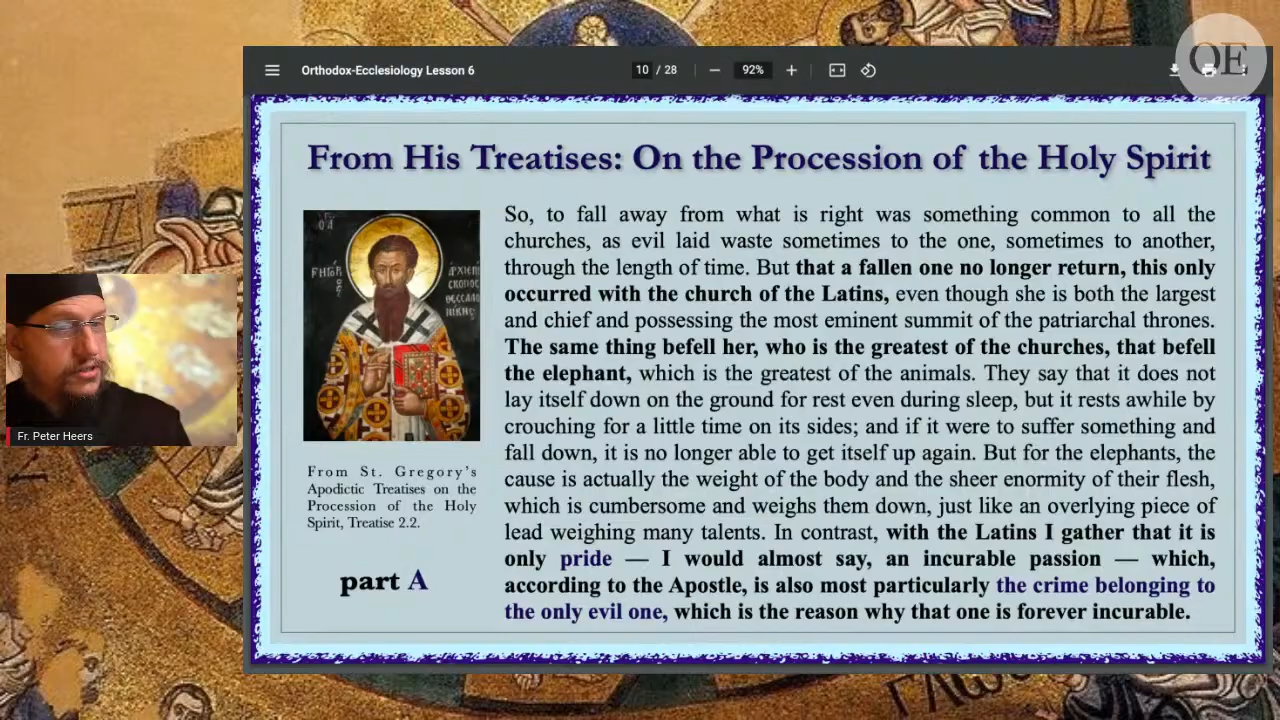 OE
Orthodox-Ecclesiology Lesson 6
10 / 28
92%
From His Treatises: On the Procession of the Holy Spirit
So, to fall away from what is right was something common to all the
churches, as evil laid waste sometimes to the one, sometimes to another,
through the length of time. But that a fallen one no longer return, this only
occurred with the church of the Latins, even though she is both the largest
and chief and possessing the most eminent summit of the patriarchal thrones.
The same thing befell her, who is the greatest of the churches, that befell
the elephant, which is the greatest of the animals. They say that it does not
lay itself down on the ground for rest even during sleep, but it rests awhile by
crouching for a little time on its sides; and if it were to suffer something and
fall down, it is no longer able to get itself up again. But for the elephants, the
cause is actually the weight of the body and the sheer enormity of their flesh,
which is cumbersome and weighs them down, just like an overlying piece of
lead weighing many talents. In contrast, with the Latins I gather that it is
only pride — I would almost say, an incurable passion — which,
according to the Apostle, is also most particularly the crime belonging to
the only evil one, which is the reason why that one is forever incurable.
From St. Gregory's
Apodictic Treatises on the
Procession of the Holy
Spirit, Treatise 2.2.
part A
Fr. Peter Heers